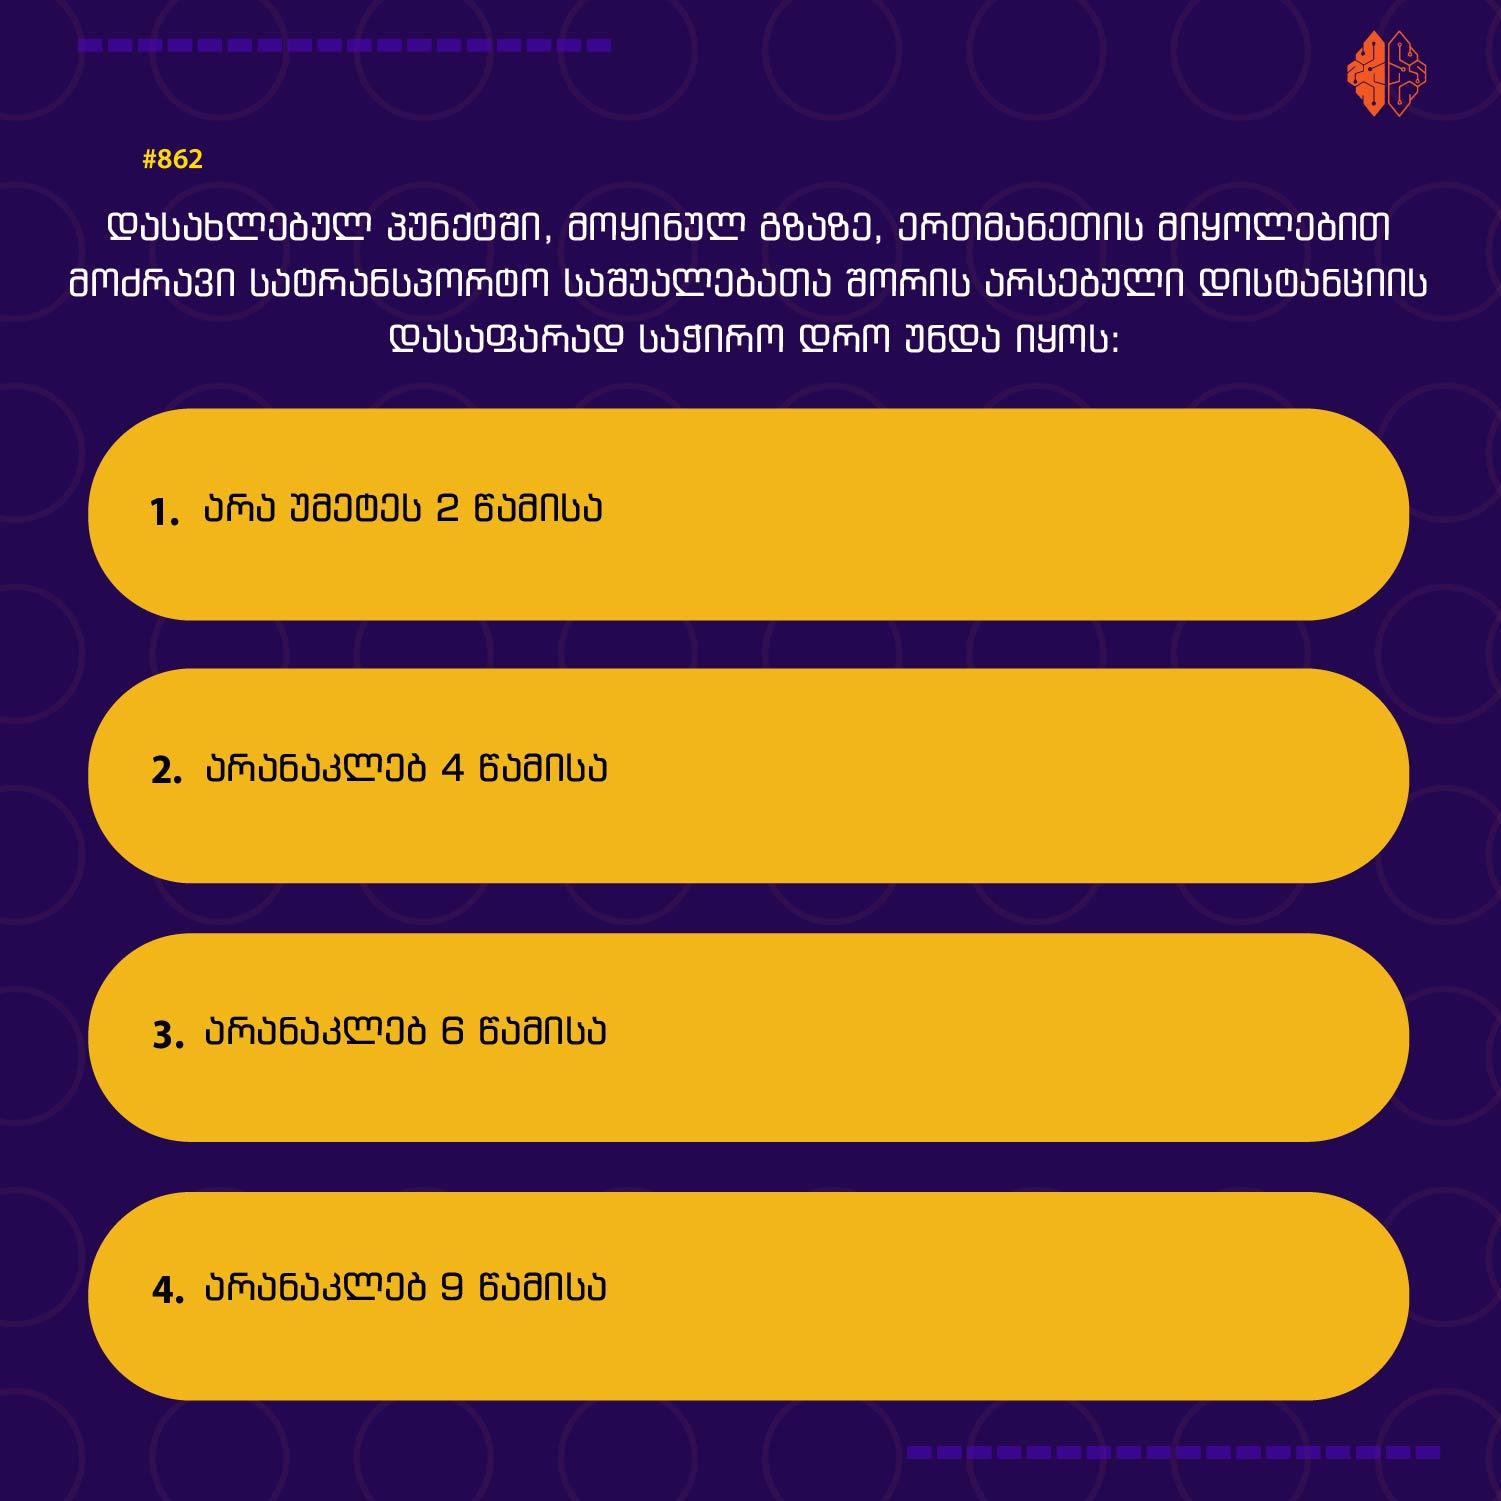 #862
დასახლებულ პუნქტში, მოყინულ გზაზე, ერთმანეთის მიყოლებით
მოძრავი სატრანსპორტო საშუალებათა შორის არსებული დისტანციის
დასაფარად საჭირო დრო უნდა იყოს:
1. არა უმეტეს 2 წამისა
2. არანაკლებ 4 წამისა
3. არანაკლებ 6 წამისა
4. არანაკლებ 9 წამისა